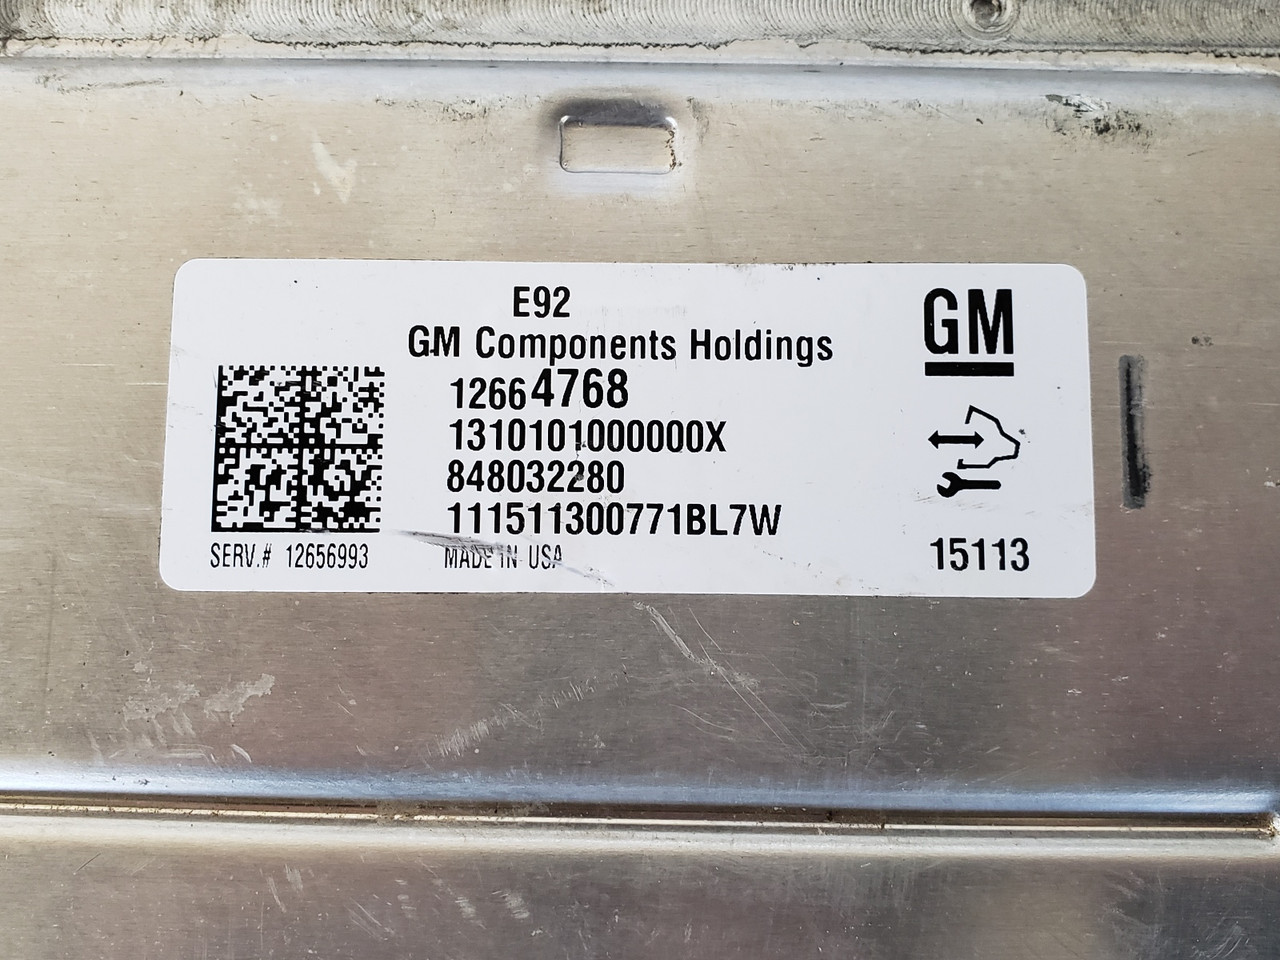 E92
GM Components Holdings
GM
12664768
1310101000000X
848032280
111511300771BL7W
SERV.# 12656993
MADE IN USA
15113